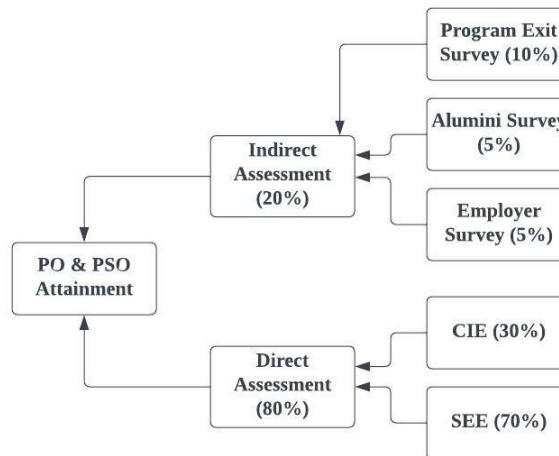 Program Exit
Survey (10%)
Alumini Survey
(5%)
Indirect
Assessment
(20%)
Employer
Survey (5%)
PO & PSO
Attainment
CIE (30%)
Direct
Assessment
(80%)
SEE (70%)